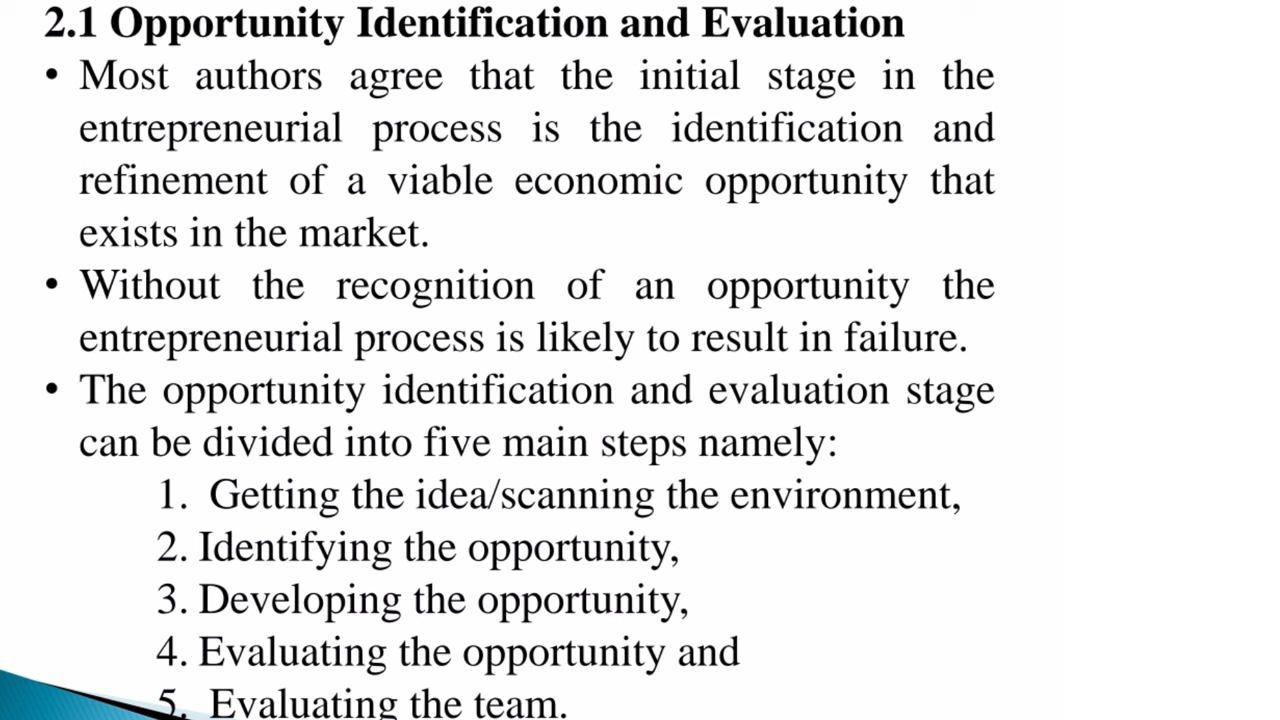 2.1 Opportunity Identification and Evaluation
• Most authors agree that the initial stage in the
entrepreneurial process is the identification and
refinement of a viable economic opportunity that
exists in the market.
• Without the recognition of an opportunity the
entrepreneurial process is likely to result in failure.
• The opportunity identification and evaluation stage
can be divided into five main steps namely:
1. Getting the idea/scanning the environment,
2. Identifying the opportunity,
3. Developing the opportunity,
4. Evaluating the opportunity and
5. Evaluating the team.